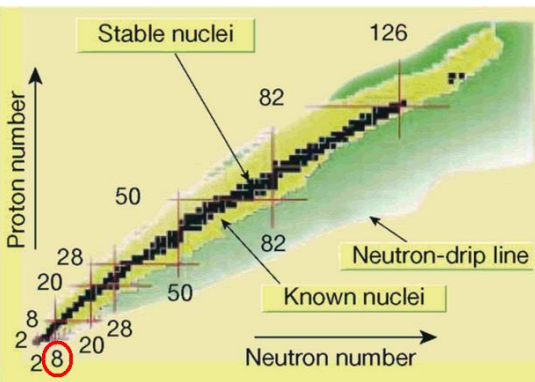 Stable nuclei
126
82
Proton number
50
82
Neutron-drip line
28
20
50
Known nuclei
8
28
2
20
2
8
Neutron number